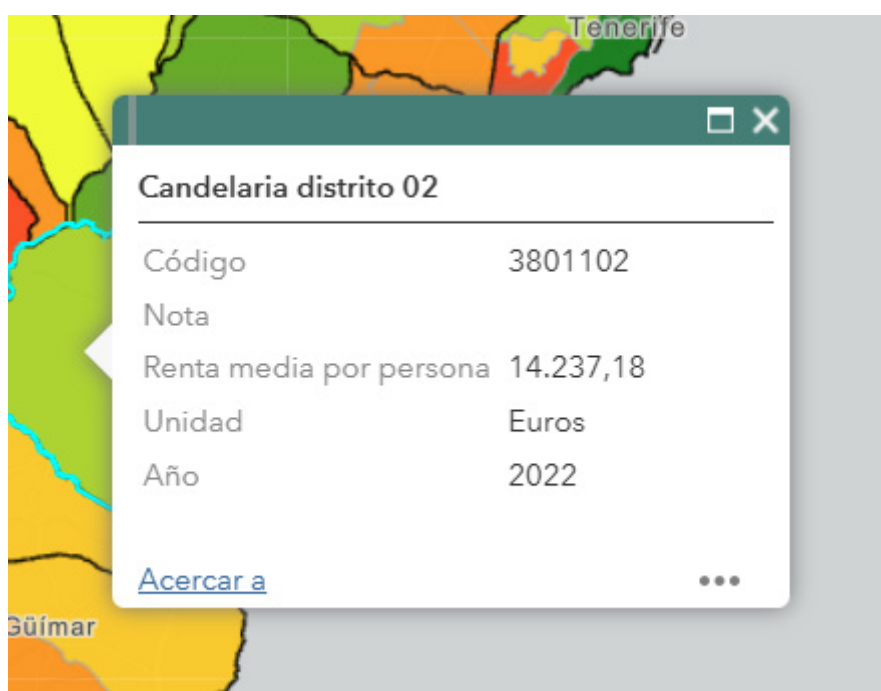 Tenerife
Candelaria distrito 02
Código 3801102
Nota
Renta media por persona 14.237,18
Unidad Euros
Año 2022
Acercar a
Güímar